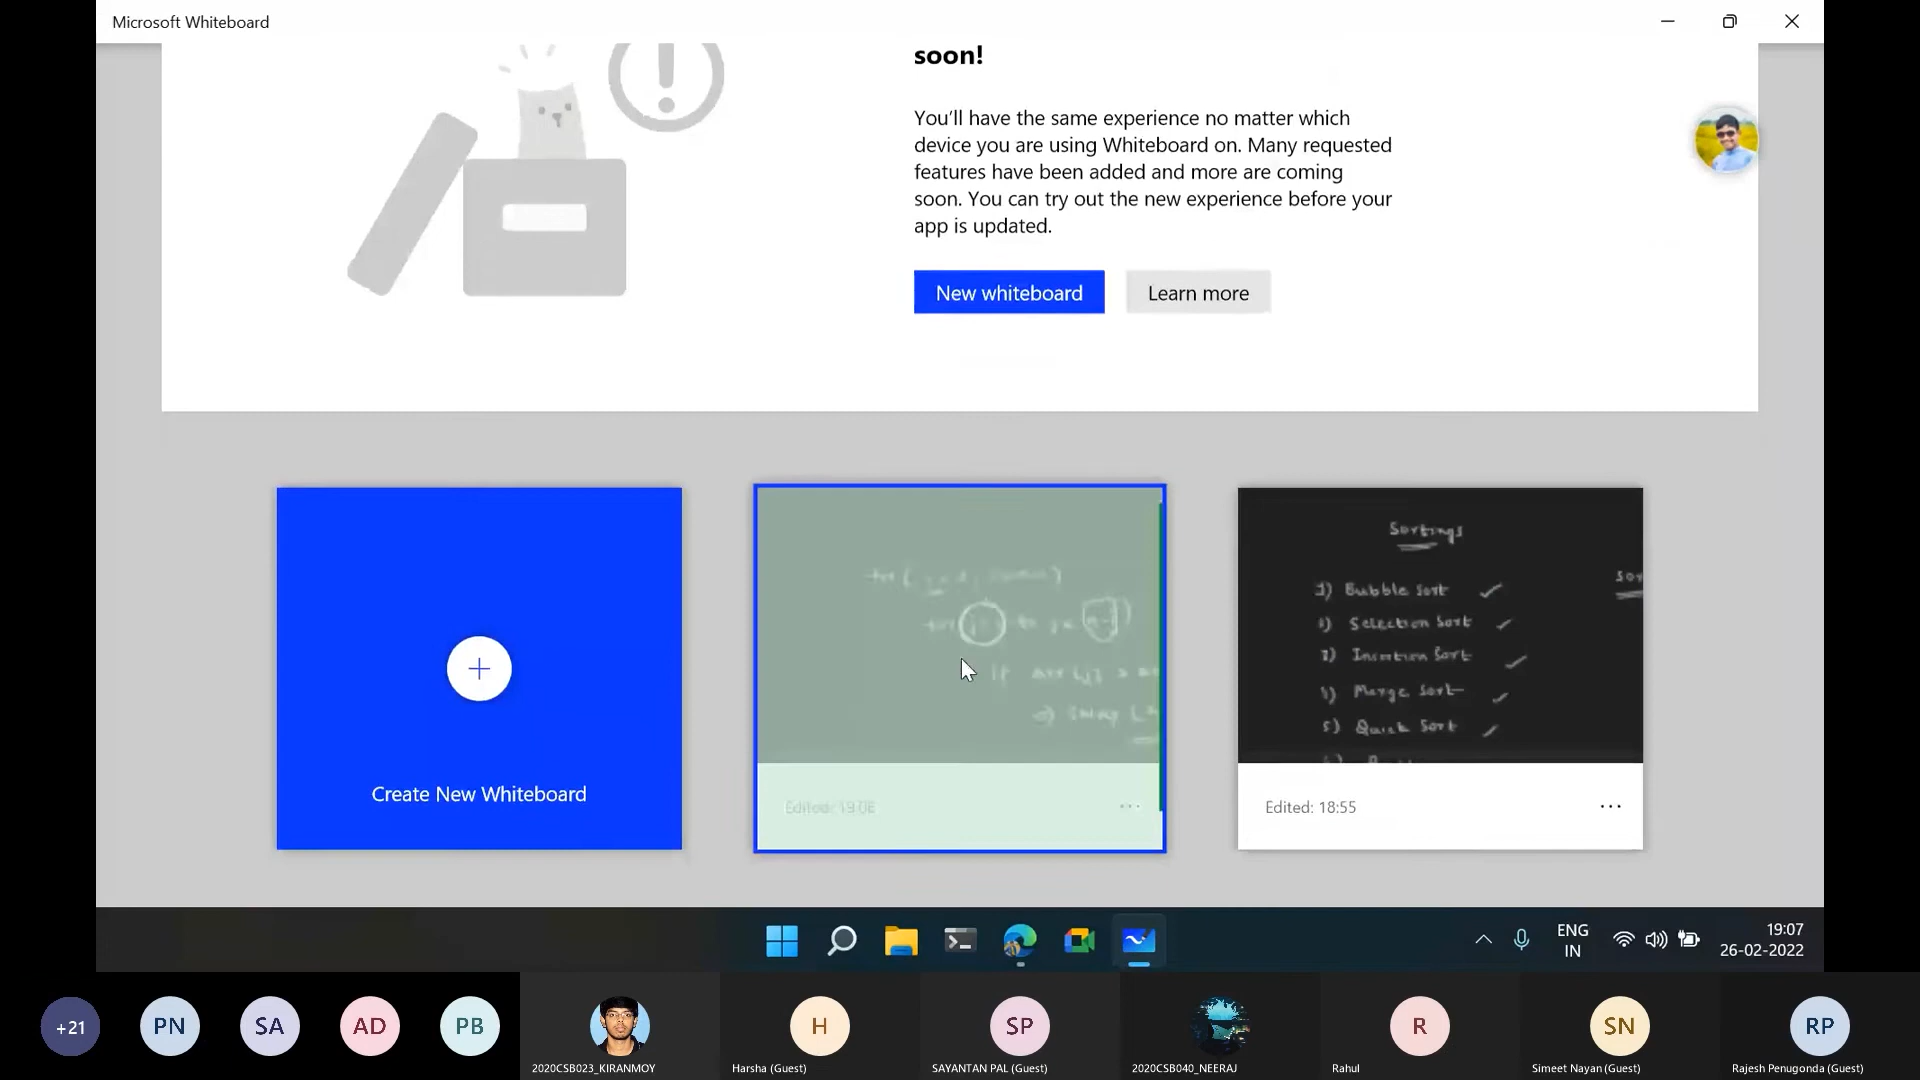 Microsoft Whiteboard
soon!
You'll have the same experience no matter which
device you are using Whiteboard on. Many requested
features have been added and more are coming
soon. You can try out the new experience before your
app is updated.
New whiteboard
Learn more
Create New Whiteboard
Sortings
1) Bubble sort
Selection sort
Insertion sort
Merge sort
5) Quick sort
If arr
Edited: 18:55
ENG
IN
19:07
26-02-2022
+21
PN
SA
AD
PB
2020CSB023_KIRANMOY
H
Harsha (Guest)
SP
SAYANTAN PAL (Guest)
2020CSB040_NEERAJ
R
Rahul
SN
Simeet Nayan (Guest)
RP
Rajesh Penugonda (Guest)